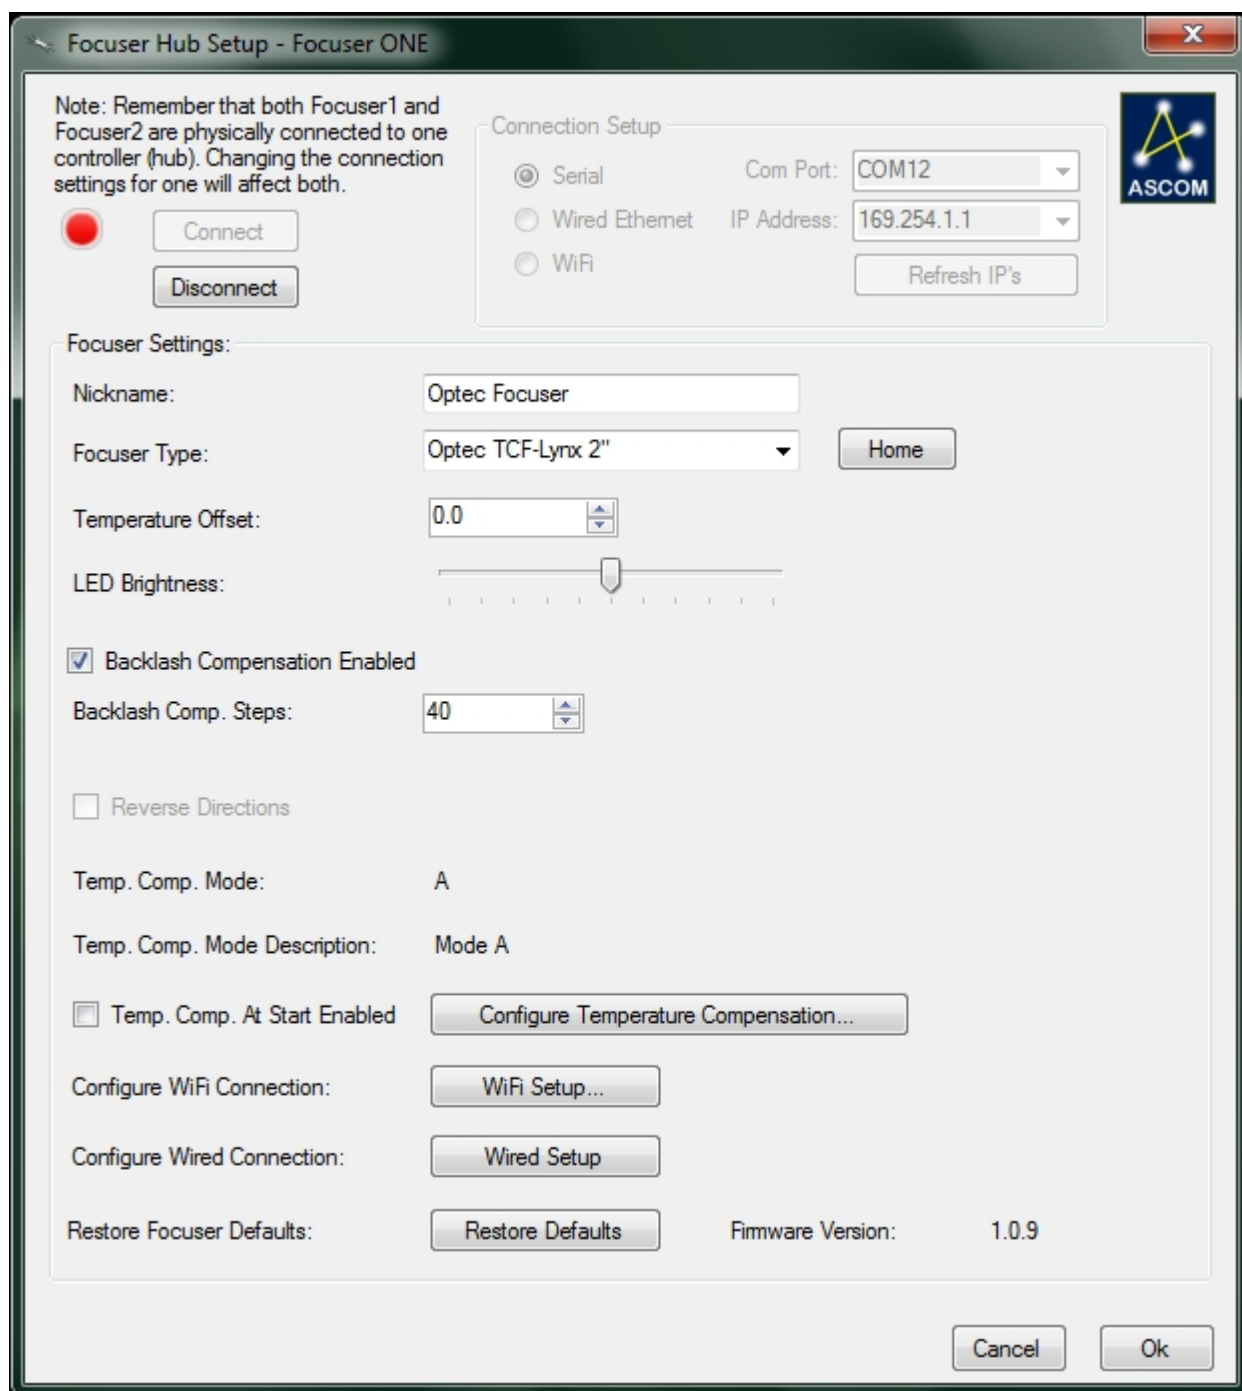 Focuser Hub Setup - Focuser ONE
Note: Remember that both Focuser1 and
Focuser2 are physically connected to one
controller (hub). Changing the connection
settings for one will affect both.
Connect
Disconnect
Connection Setup
Serial
Com Port:
COM12
Wired Ethernet
IP Address:
169.254.1.1
WiFi
Refresh IP's
ASCOM
Focuser Settings:
Nickname:
Optec Focuser
Focuser Type:
Optec TCF-Lynx 2"
Home
Temperature Offset:
0.0
LED Brightness:
Backlash Compensation Enabled
Backlash Comp. Steps:
40
Reverse Directions
Temp. Comp. Mode:
A
Temp. Comp. Mode Description:
Mode A
Temp. Comp. At Start Enabled
Configure Temperature Compensation...
Configure WiFi Connection:
WiFi Setup...
Configure Wired Connection:
Wired Setup
Restore Focuser Defaults:
Restore Defaults
Firmware Version:
1.0.9
Cancel
Ok